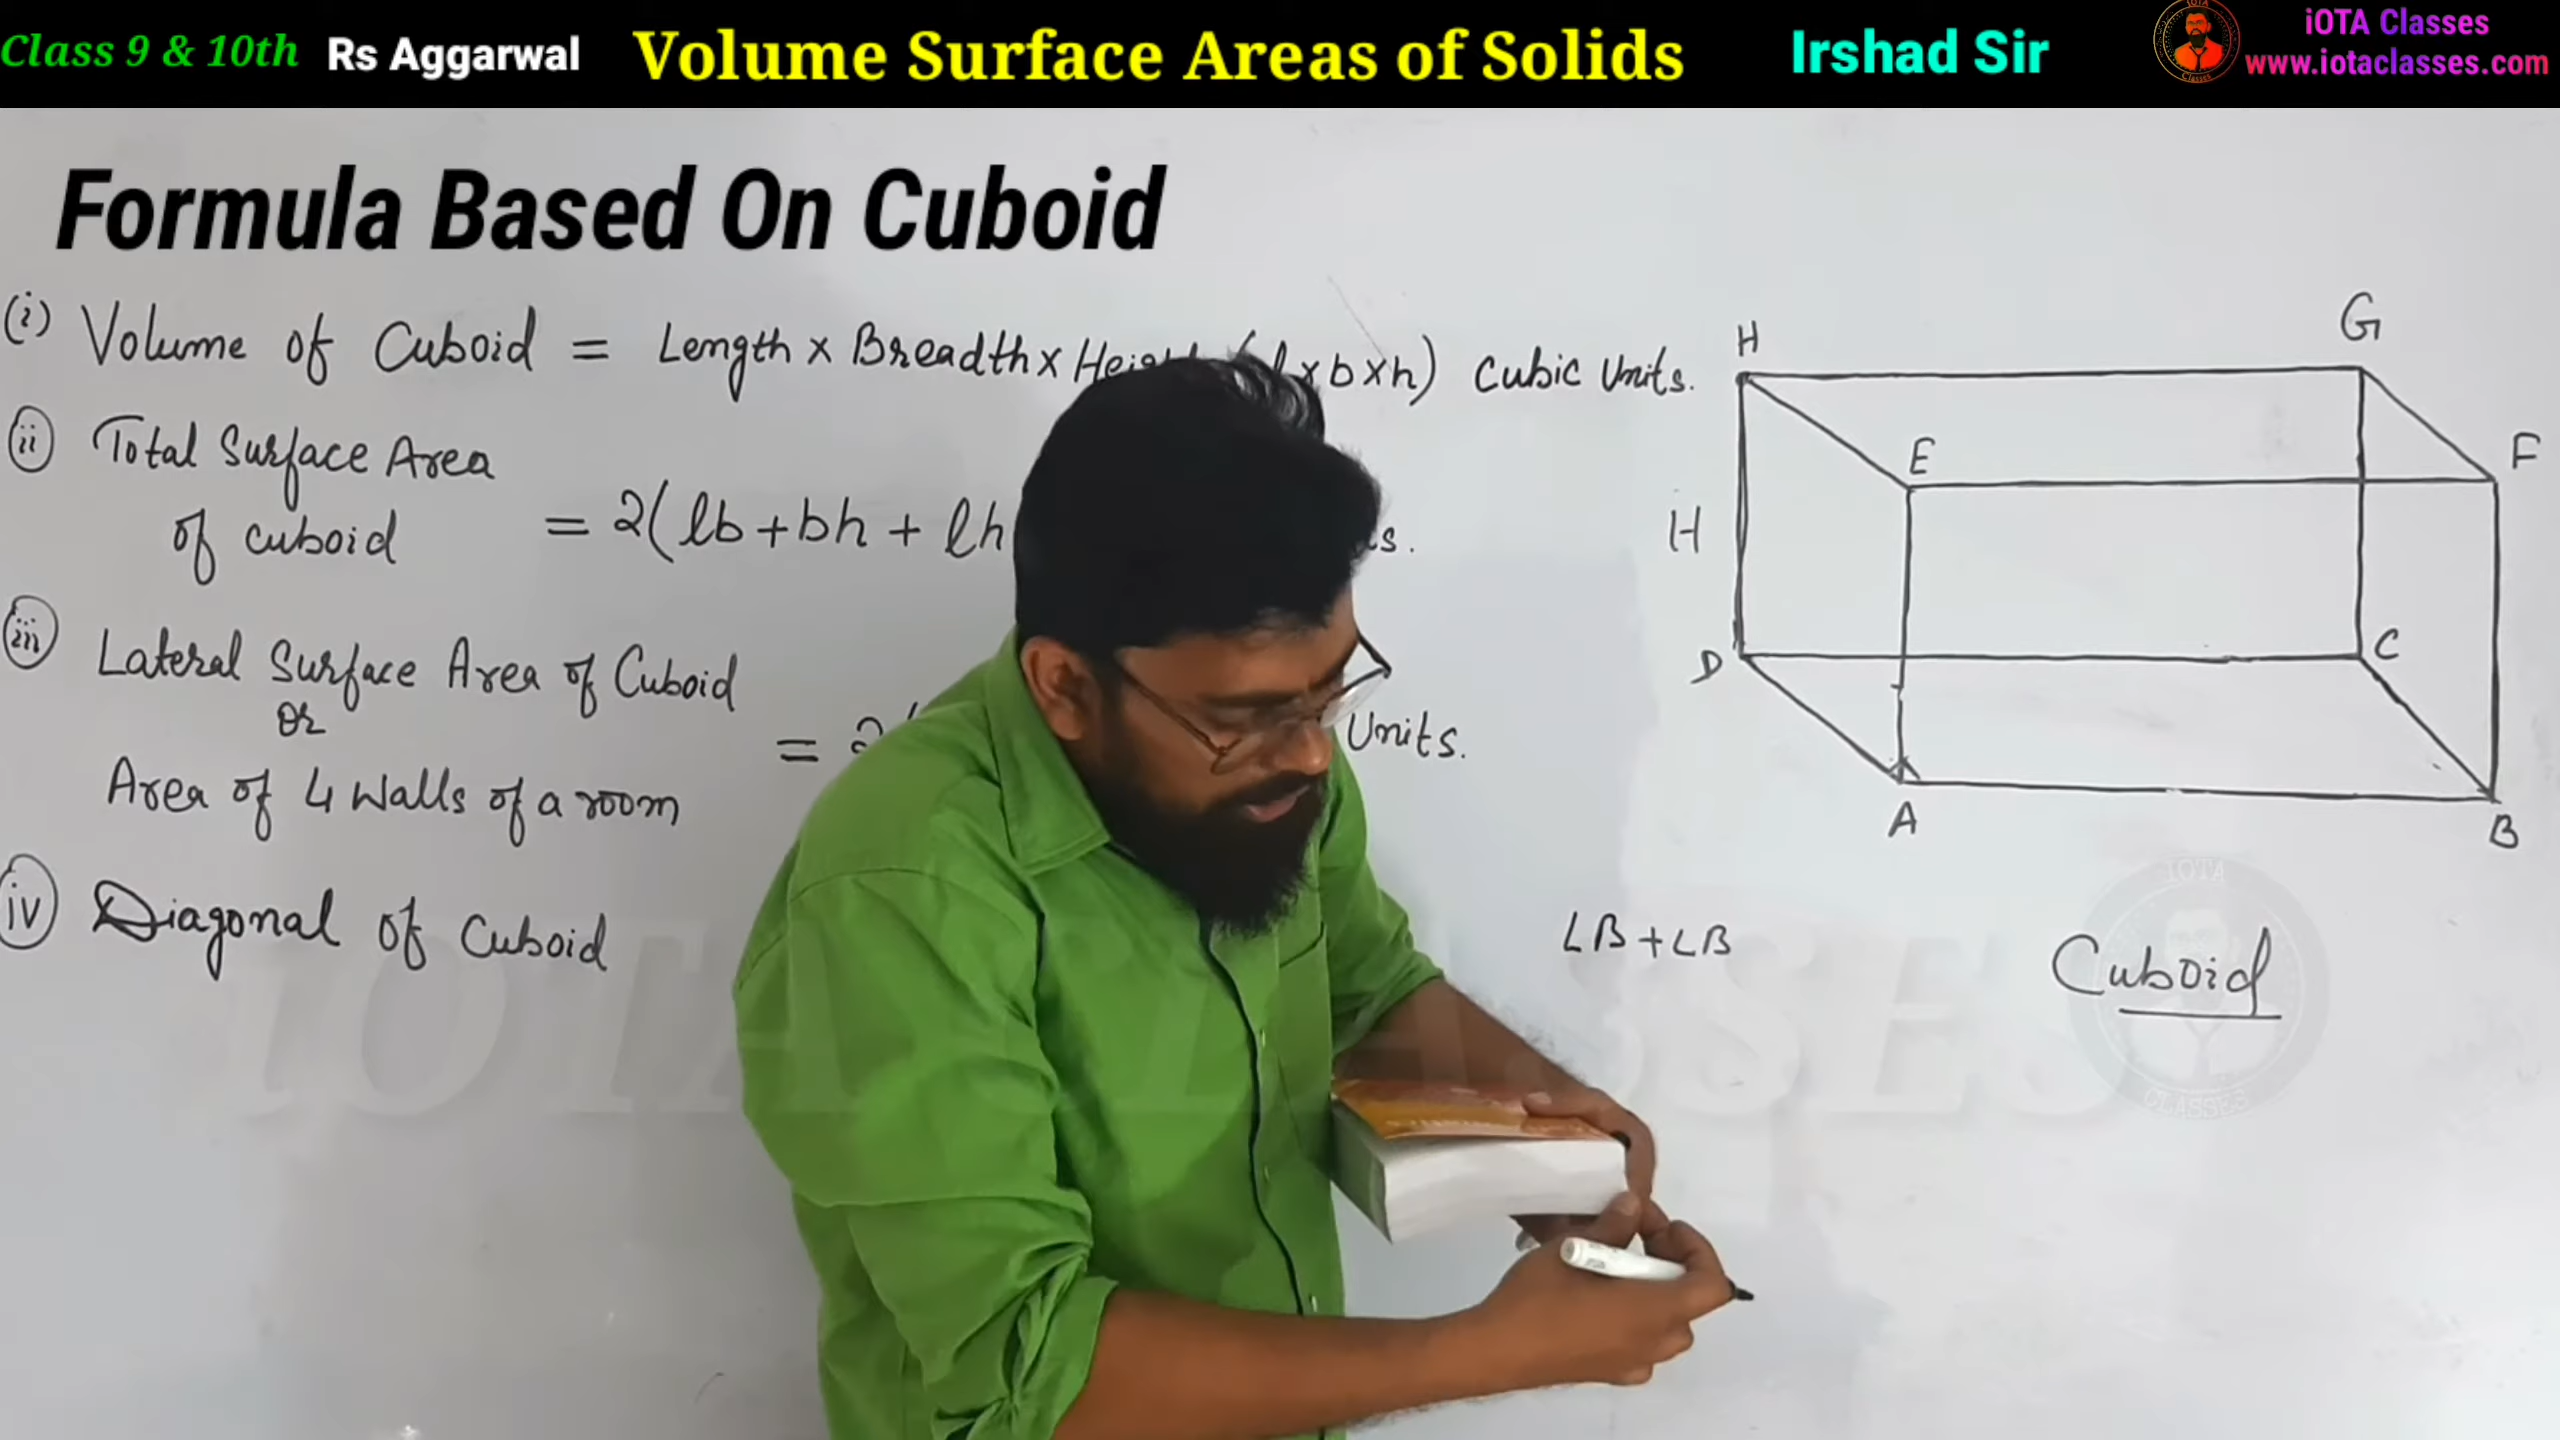 Class 9 & 10th Rs Aggarwal Volume Surface Areas of Solids Irshad Sir iOTA Classes
www.iotaclasses.com
Formula Based On Cuboid
(i) Volume of Cuboid = Length × Breadth × l × b × h) Cubic Units.
(ii) Total Surface Area
of cuboid = 2(lb + bh + lh
(iii) Lateral Surface Area of Cuboid
or
= 2( Units.
Area of 4 walls of a room
(iv) Diagonal of Cuboid
H
G
E
F
H
D
C
A
B
LB + LB
Cuboid
IOTA
CLASSES